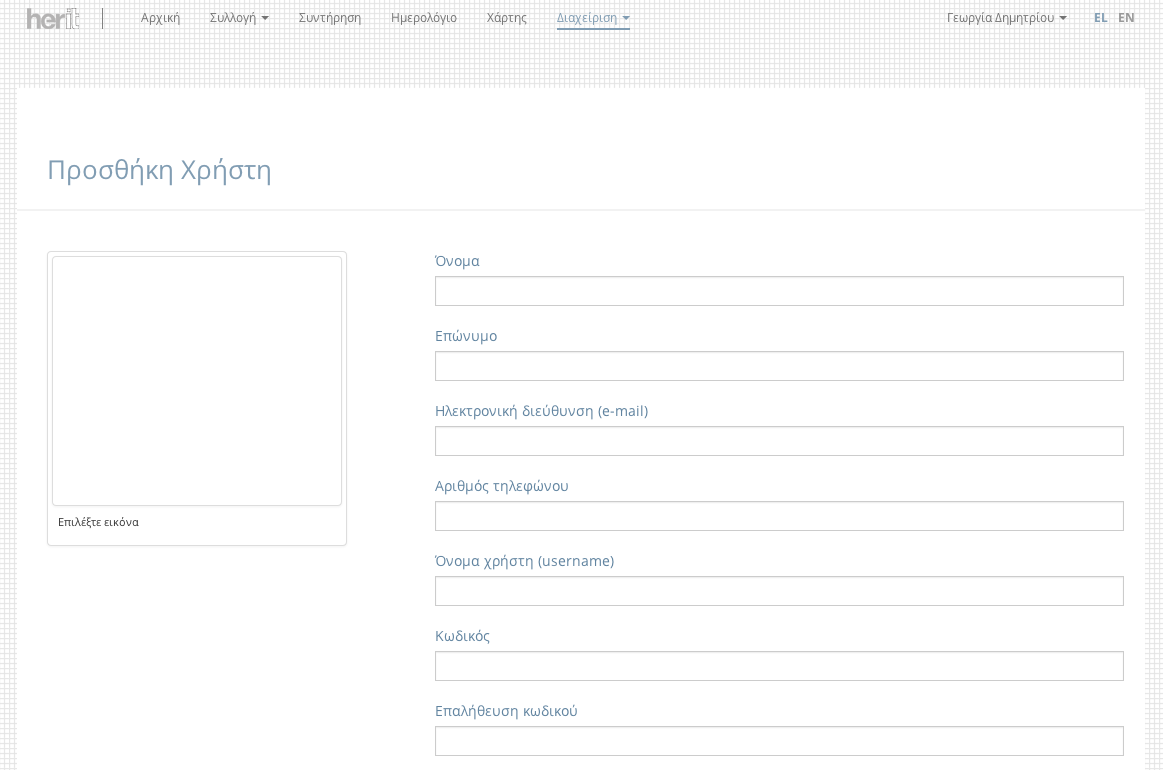 herit
Αρχική Συλλογή Συντήρηση Ημερολόγιο Χάρτης Διαχείριση Γεωργία Δημητρίου EL EN
Προσθήκη Χρήστη
Όνομα
Επώνυμο
Ηλεκτρονική διεύθυνση (e-mail)
Αριθμός τηλεφώνου
Επιλέξτε εικόνα
Όνομα χρήστη (username)
Κωδικός
Επαλήθευση κωδικού